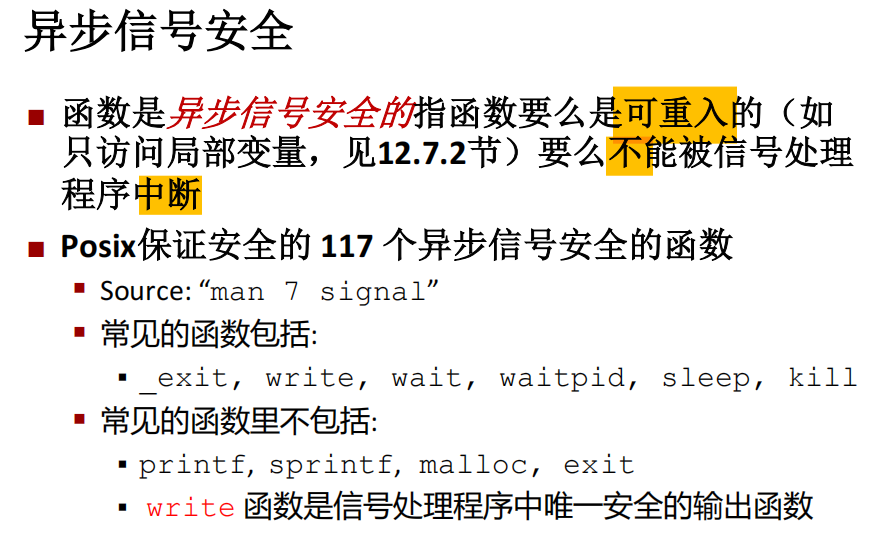 异步信号安全
函数是异步信号安全的指函数要么是可重入的（如
只访问局部变量，见12.7.2节）要么不能被信号处理
程序中断
Posix保证安全的 117 个异步信号安全的函数
Source: “man 7 signal”
常见的函数包括:
_exit, write, wait, waitpid, sleep, kill
常见的函数里不包括:
printf, sprintf, malloc, exit
write 函数是信号处理程序中唯一安全的输出函数